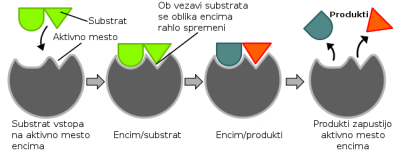 Substrat
Aktivno mesto
Ob vezavi substrata
se oblika encima
rahlo spremeni
Produkti
Substrat vstopa
na aktivno mesto
encima
Encim/substrat
Encim/produkti
Produkti zapustijo
aktivno mesto
encima